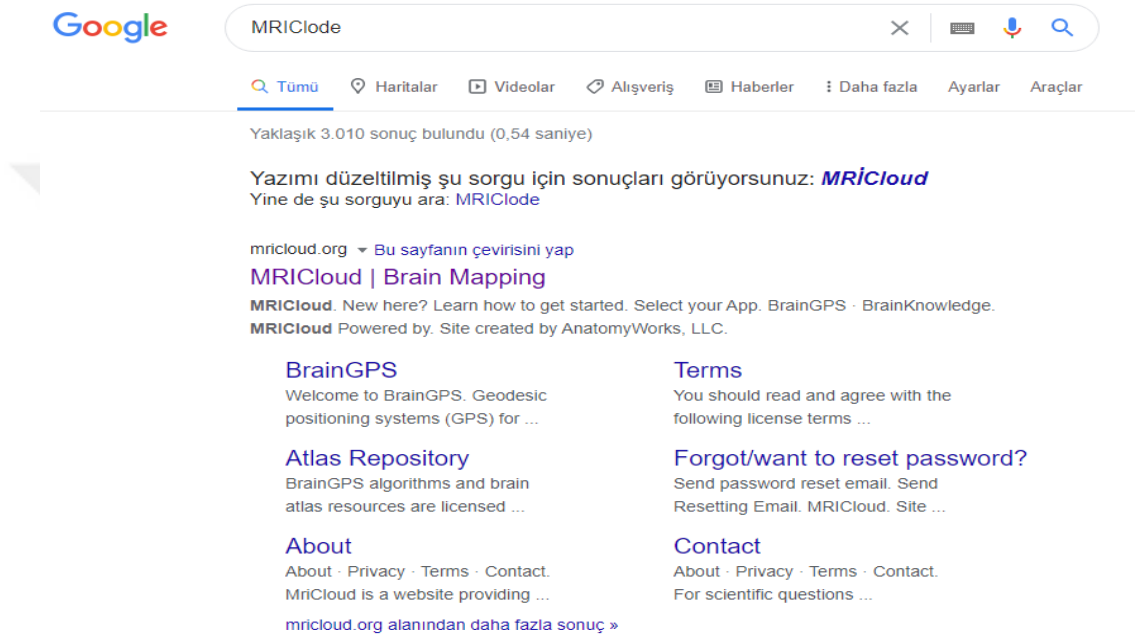 Google
MRIClode
Tümü Haritalar Videolar Alışveriş Haberler Daha fazla Ayarlar Araçlar
Yaklaşık 3.010 sonuç bulundu (0,54 saniye)
Yazımı düzeltilmiş şu sorgu için sonuçları görüyorsunuz: MRİCloud
Yine de şu sorguyu ara: MRIClode
mricloud.org Bu sayfanın çevirisini yap
MRICloud | Brain Mapping
MRICloud. New here? Learn how to get started. Select your App. BrainGPS · BrainKnowledge.
MRICloud Powered by. Site created by AnatomyWorks, LLC.
BrainGPS
Welcome to BrainGPS. Geodesic
positioning systems (GPS) for ...
Terms
You should read and agree with the
following license terms ...
Atlas Repository
BrainGPS algorithms and brain
atlas resources are licensed ...
Forgot/want to reset password?
Send password reset email. Send
Resetting Email. MRICloud. Site ...
About
About · Privacy · Terms · Contact.
MriCloud is a website providing ...
Contact
About · Privacy · Terms · Contact.
For scientific questions ...
mricloud.org alanından daha fazla sonuç »